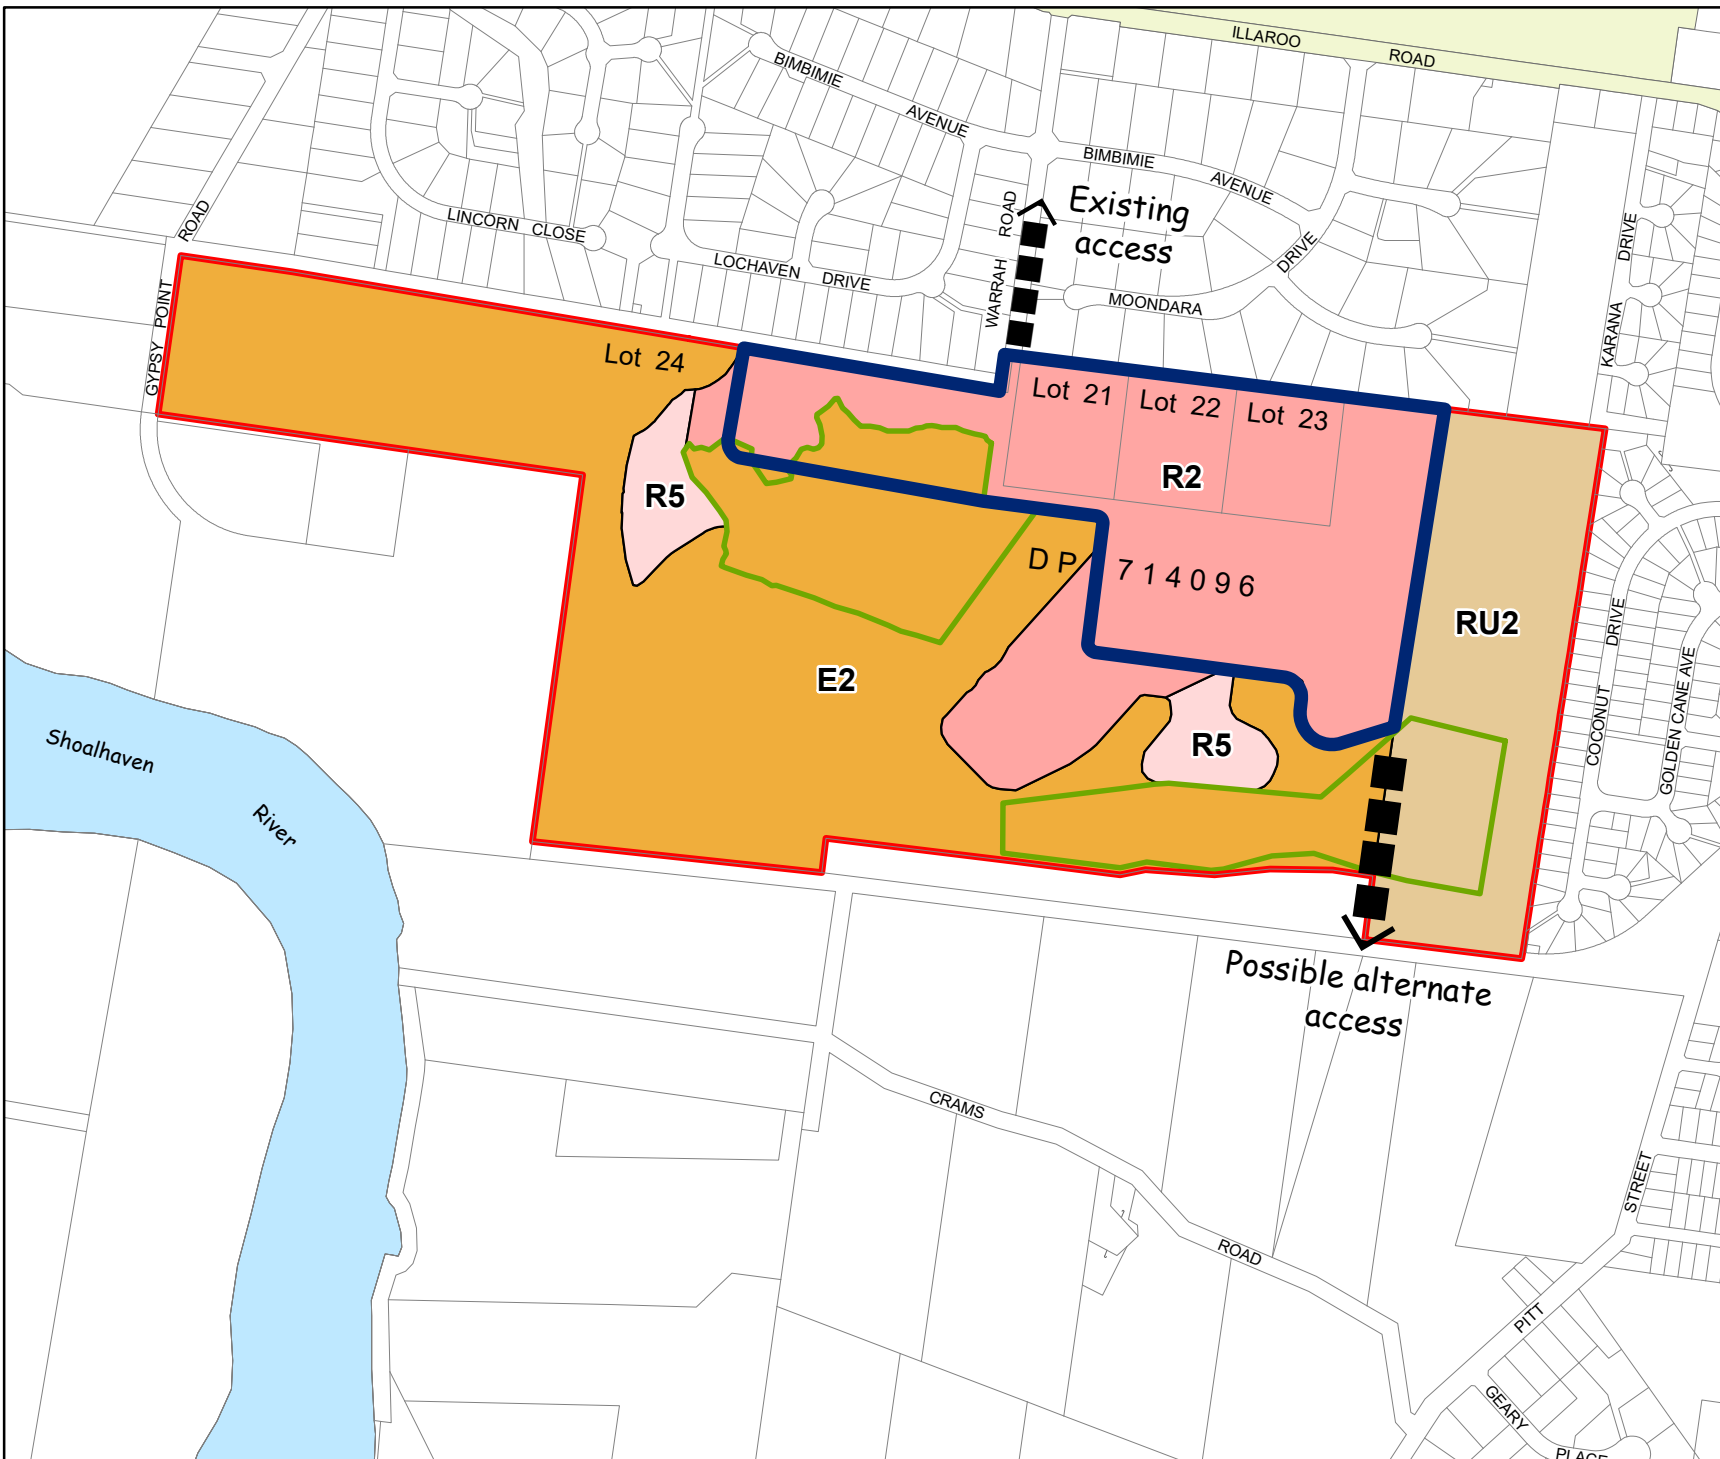 ILLAROO
ROAD
BIMBIMIE
AVENUE
BIMBIMIE
AVENUE
ROAD
LINCORN CLOSE
LOCHAVEN DRIVE
WARRAH
ROAD
Existing
access
MOONDARA
DRIVE
KARANA
DRIVE
GYPSY POINT
Lot 24
Lot 21
Lot 22
Lot 23
R2
R5
DP
714096
RU2
E2
R5
COCONUT
DRIVE
GOLDEN CANE AVE
Shoalhaven
River
Possible alternate
access
CRAMS
ROAD
STREET
PITT
GEARY
PLACE